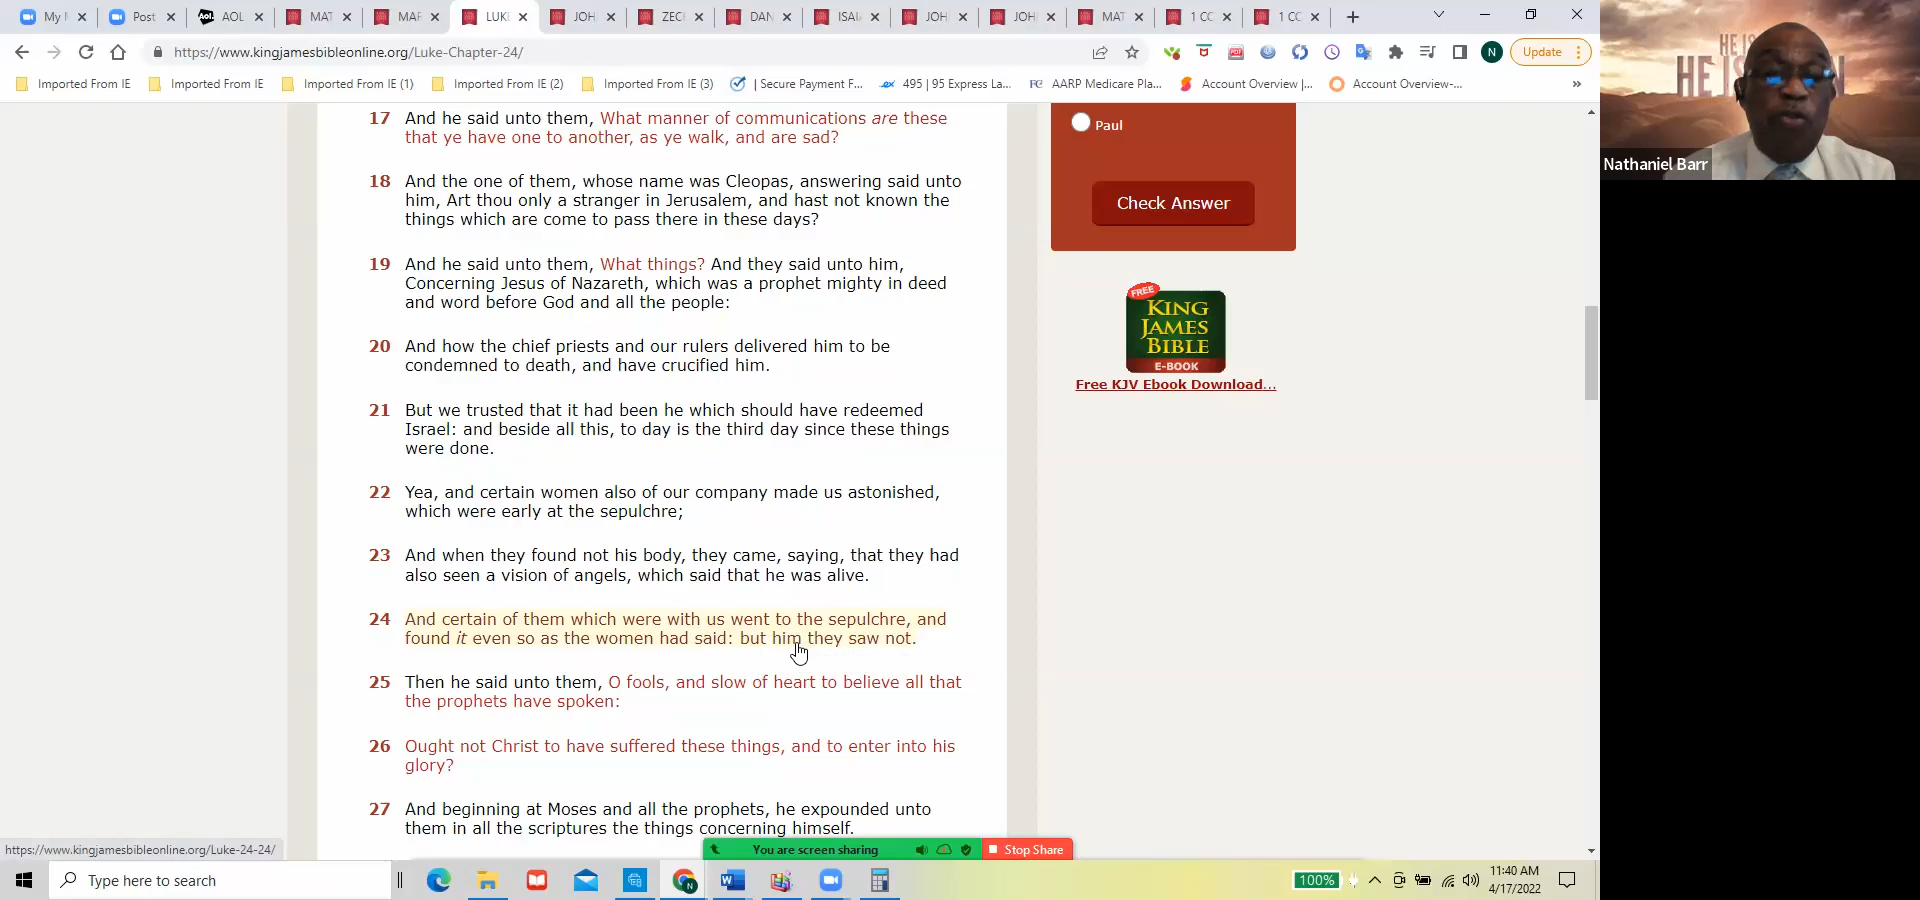 My
Post
AOL
MAT
MAR
LUKE
JOH
ZECH
DAN
ISAIA
JOH
JOH
MAT
1 CO
1 CO
https://www.kingjamesbibleonline.org/Luke-Chapter-24/
Update
Imported From IE
Imported From IE
Imported From IE (1)
Imported From IE (2)
Imported From IE (3)
| Secure Payment F...
495 | 95 Express La...
AARP Medicare Pla...
Account Overview |...
Account Overview-...
17 And he said unto them, What manner of communications are these
that ye have one to another, as ye walk, and are sad?
18 And the one of them, whose name was Cleopas, answering said unto
him, Art thou only a stranger in Jerusalem, and hast not known the
things which are come to pass there in these days?
19 And he said unto them, What things? And they said unto him,
Concerning Jesus of Nazareth, which was a prophet mighty in deed
and word before God and all the people:
20 And how the chief priests and our rulers delivered him to be
condemned to death, and have crucified him.
21 But we trusted that it had been he which should have redeemed
Israel: and beside all this, to day is the third day since these things
were done.
22 Yea, and certain women also of our company made us astonished,
which were early at the sepulchre;
23 And when they found not his body, they came, saying, that they had
also seen a vision of angels, which said that he was alive.
24 And certain of them which were with us went to the sepulchre, and
found it even so as the women had said: but him they saw not.
25 Then he said unto them, O fools, and slow of heart to believe all that
the prophets have spoken:
26 Ought not Christ to have suffered these things, and to enter into his
glory?
27 And beginning at Moses and all the prophets, he expounded unto
them in all the scriptures the things concerning himself.
Paul
Check Answer
FREE
KING
JAMES
BIBLE
E-BOOK
Free KJV Ebook Download...
Nathaniel Barr
https://www.kingjamesbibleonline.org/Luke-24-24/
You are screen sharing
Stop Share
Type here to search
100%
11:40 AM
4/17/2022